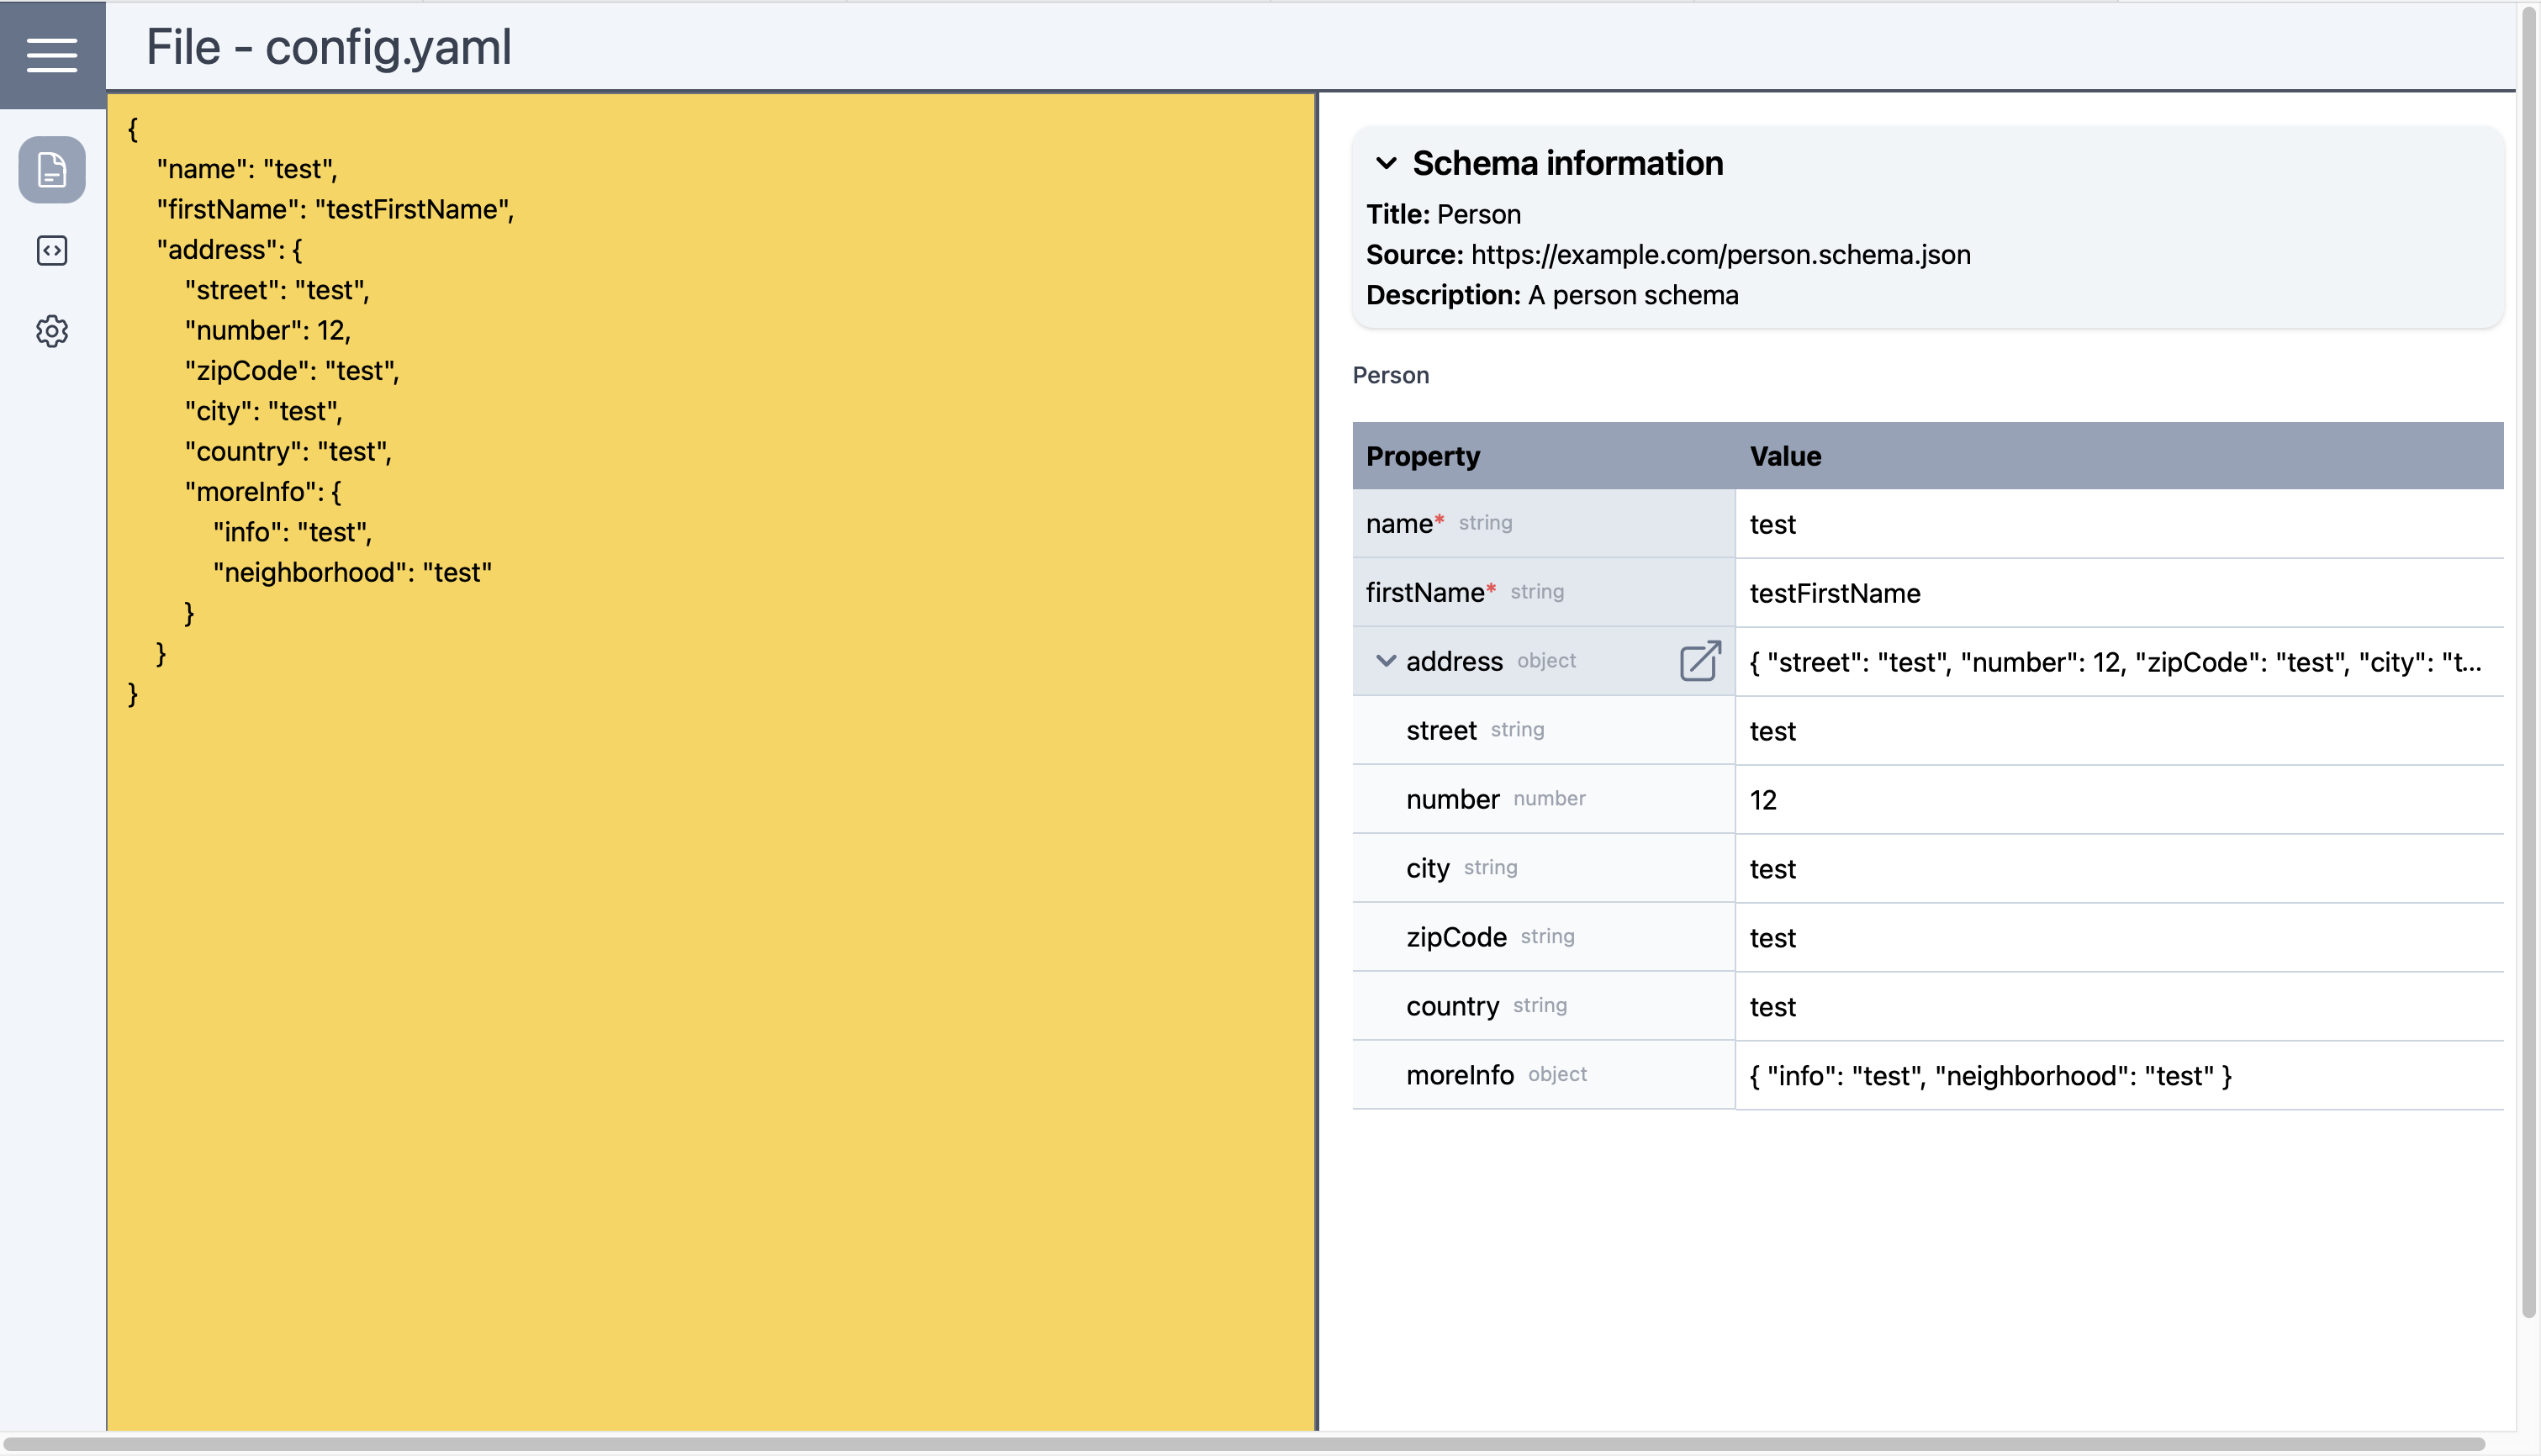 File - config.yaml
{
"name": "test",
"firstName": "testFirstName",
"address": {
"street": "test",
"number": 12,
"zipCode": "test",
"city": "test",
"country": "test",
"moreInfo": {
"info": "test",
"neighborhood": "test"
}
}
}
Schema information
Title: Person
Source: https://example.com/person.schema.json
Description: A person schema
Person
Property Value
name* string test
firstName* string testFirstName
address object { "street": "test", "number": 12, "zipCode": "test", "city": "t...
street string test
number number 12
city string test
zipCode string test
country string test
moreInfo object { "info": "test", "neighborhood": "test" }